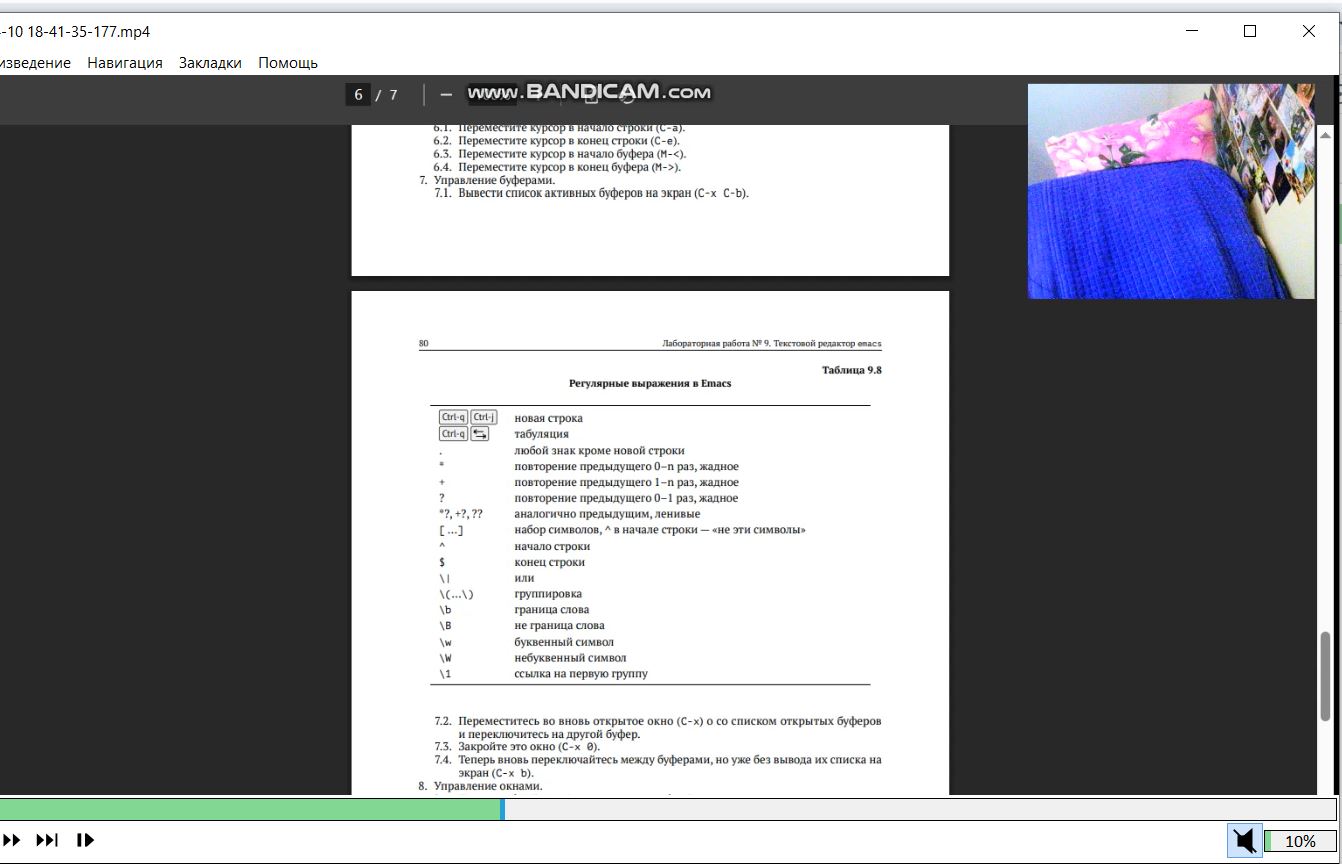 -10 18-41-35-177.mp4
изведение Навигация Закладки Помощь
6 / 7
www.BANDICAM.com
6.1. Переместите курсор в начало строки (C-a).
6.2. Переместите курсор в конец строки (C-e).
6.3. Переместите курсор в начало буфера (M-<).
6.4. Переместите курсор в конец буфера (M->).
7. Управление буферами.
7.1. Вывести список активных буферов на экран (C-x C-b).
80 Лабораторная работа № 9. Текстовой редактор emacs
Таблица 9.8
Регулярные выражения в Emacs
Ctrl-q Ctrl-j новая строка
Ctrl-q табуляция
. любой знак кроме новой строки
* повторение предыдущего 0–n раз, жадное
+ повторение предыдущего 1–n раз, жадное
? повторение предыдущего 0–1 раз, жадное
*?, +?, ?? аналогично предыдущим, ленивые
[ …] набор символов, ^ в начале строки — «не эти символы»
^ начало строки
$ конец строки
\| или
\(…\) группировка
\b граница слова
\B не граница слова
\w буквенный символ
\W небуквенный символ
\1 ссылка на первую группу
7.2. Переместитесь во вновь открытое окно (C-x) o со списком открытых буферов
и переключитесь на другой буфер.
7.3. Закройте это окно (C-x 0).
7.4. Теперь вновь переключайтесь между буферами, но уже без вывода их списка на
экран (C-x b).
8. Управление окнами.
10%